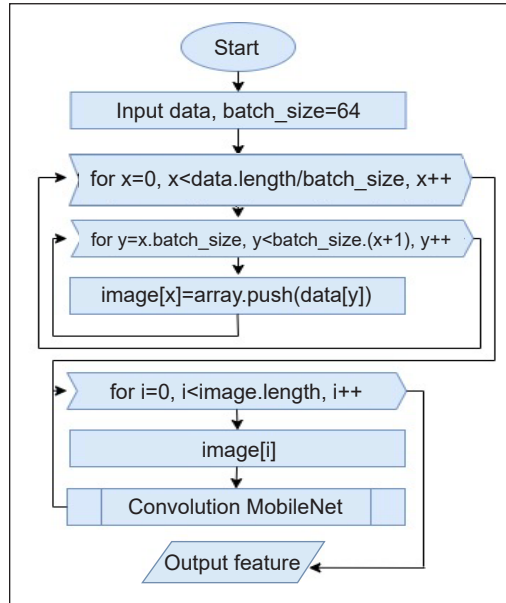 Start
Input data, batch_size=64
for x=0, x<data.length/batch_size, x++
for y=x.batch_size, y<batch_size.(x+1), y++
image[x]=array.push(data[y])
for i=0, i<image.length, i++
image[i]
Convolution MobileNet
Output feature